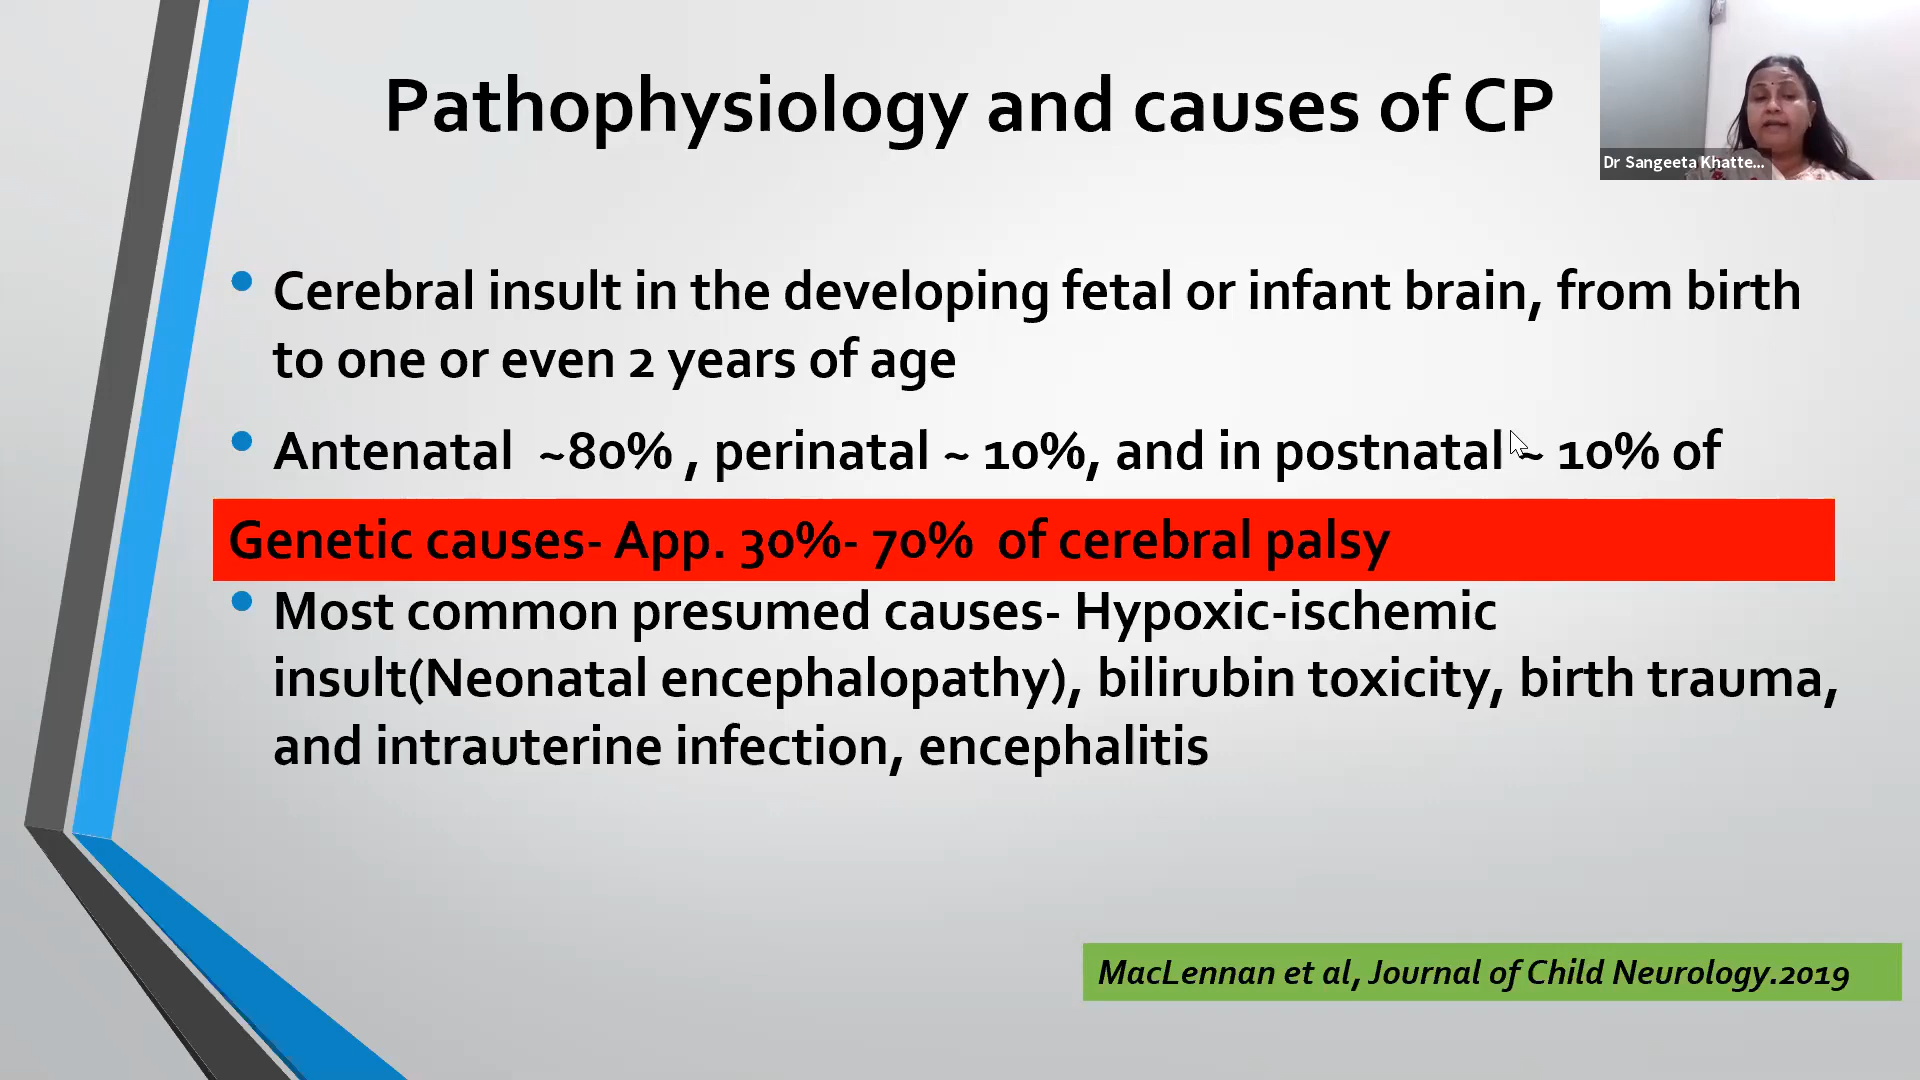 Pathophysiology and causes of CP
Dr Sangeeta Khatte...
• Cerebral insult in the developing fetal or infant brain, from birth
to one or even 2 years of age
• Antenatal ~80% , perinatal ~ 10%, and in postnatal ~ 10% of
Genetic causes- App. 30%- 70% of cerebral palsy
• Most common presumed causes- Hypoxic-ischemic
insult(Neonatal encephalopathy), bilirubin toxicity, birth trauma,
and intrauterine infection, encephalitis
MacLennan et al, Journal of Child Neurology.2019